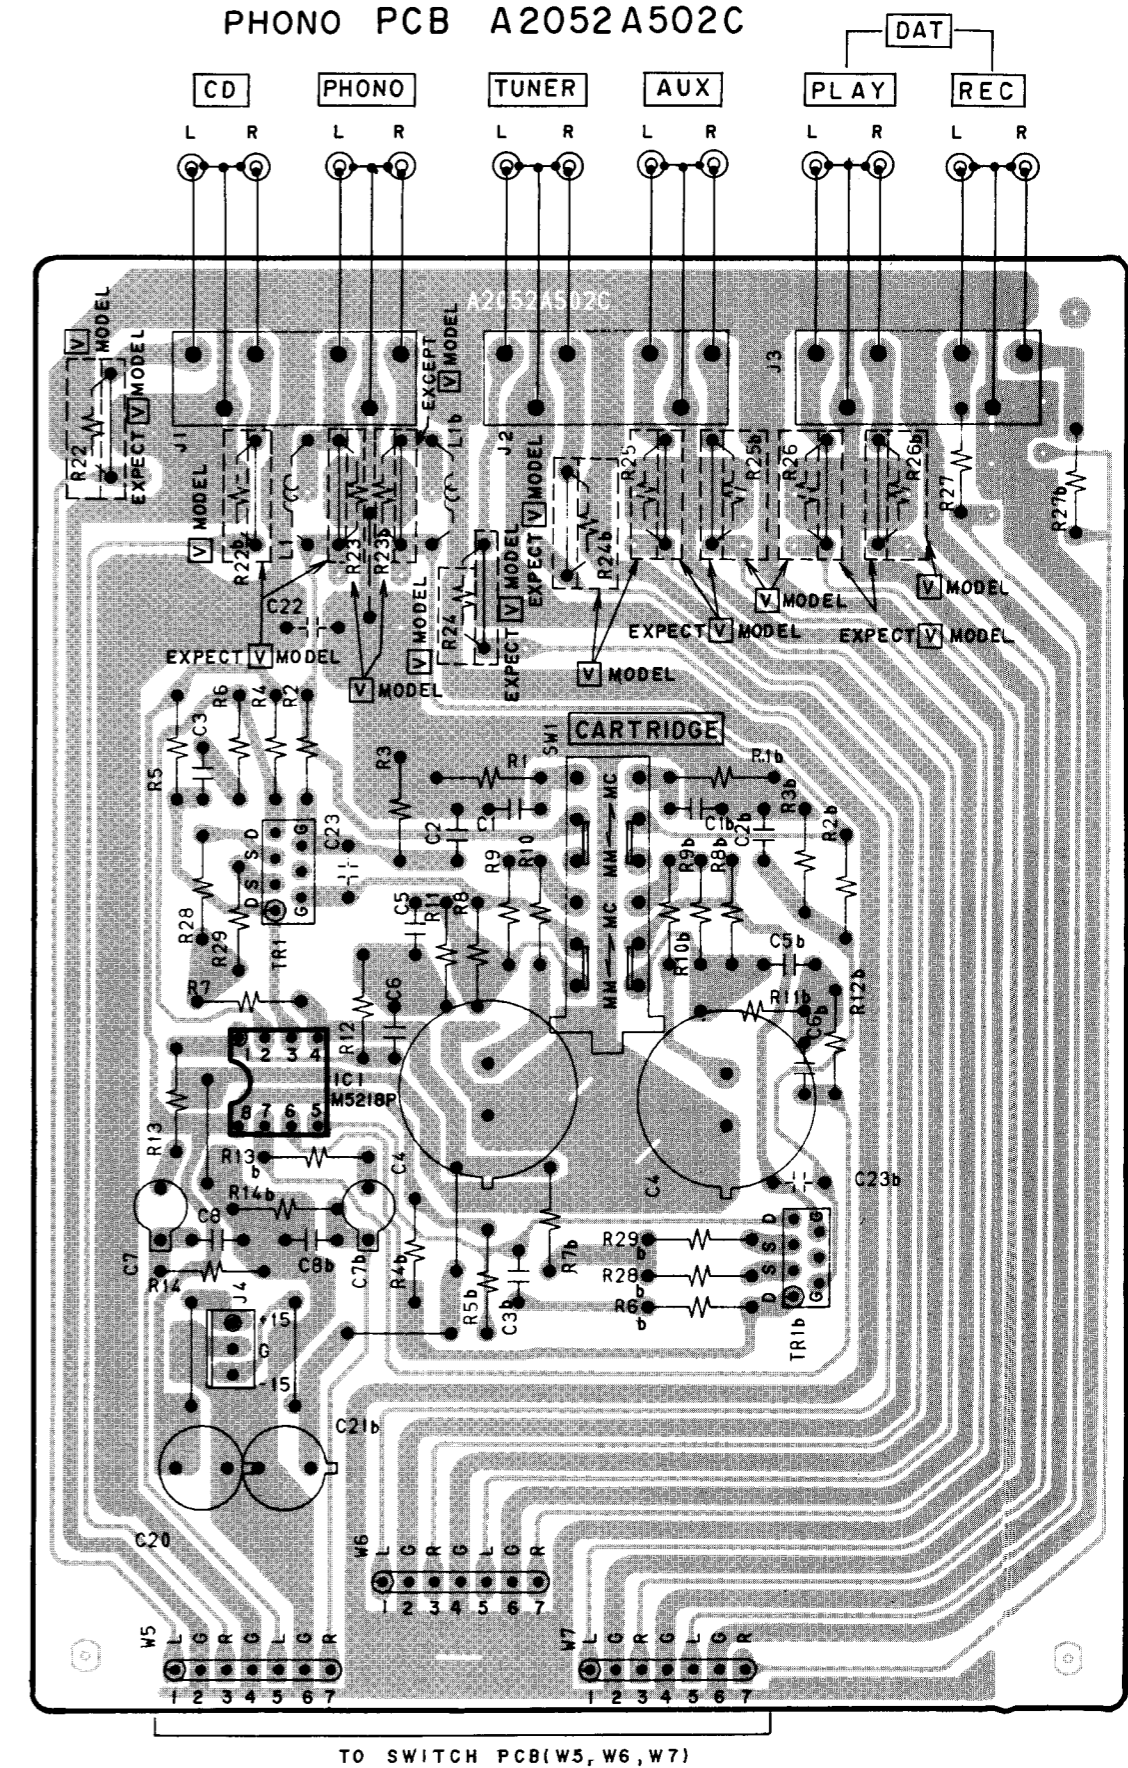 PHONO PCB A2052A502C
DAT
CD PHONO TUNER AUX PLAY REC
L R L R L R L R L R L R
A2052A502C
V MODEL
EXPECT V MODEL
R22
J1
EXCEPT V MODEL
L1b
J2
J3
V MODEL
R22b
L1
R23
R23b
V MODEL
R24
EXPECT V MODEL
EXPECT V MODEL
R24b
R25
R25b
R26
R26b
R27
R27b
C22
EXPECT V MODEL
V MODEL
V MODEL
EXPECT V MODEL
V MODEL
EXPECT V MODEL
V MODEL
R5
C3
R6
R4
R2
R3
R1
SW1
CARTRIDGE
R1b
R3b
R2b
C2
C1
C1b
C2b
MM MC
D S S D
G G
C23
R9
R10
R9b
R8b
R28
R29
TR1
C5
R11
R8
MM MC
R10b
C5b
R7
R12
C6
R11b
C6b
R12b
1 2 3 4
IC1
M5218P
8 7 6 5
R13
R13b
C4
C4
C23b
R14b
C8
C7
C8b
C7b
R4b
R5b
C3b
R7b
R29b
R28b
R6b
D S S D
G G
TR1b
R14
J4
+15
G
-15
C21b
C20
W6
L G R G L G R
1 2 3 4 5 6 7
W5
L G R G L G R
1 2 3 4 5 6 7
W7
L G R G L G R
1 2 3 4 5 6 7
TO SWITCH PCB(W5, W6, W7)